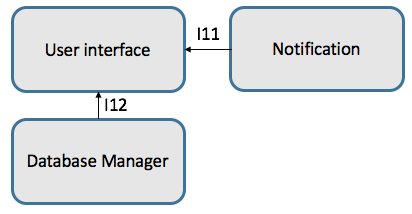 User interface
I11
Notification
I12
Database Manager